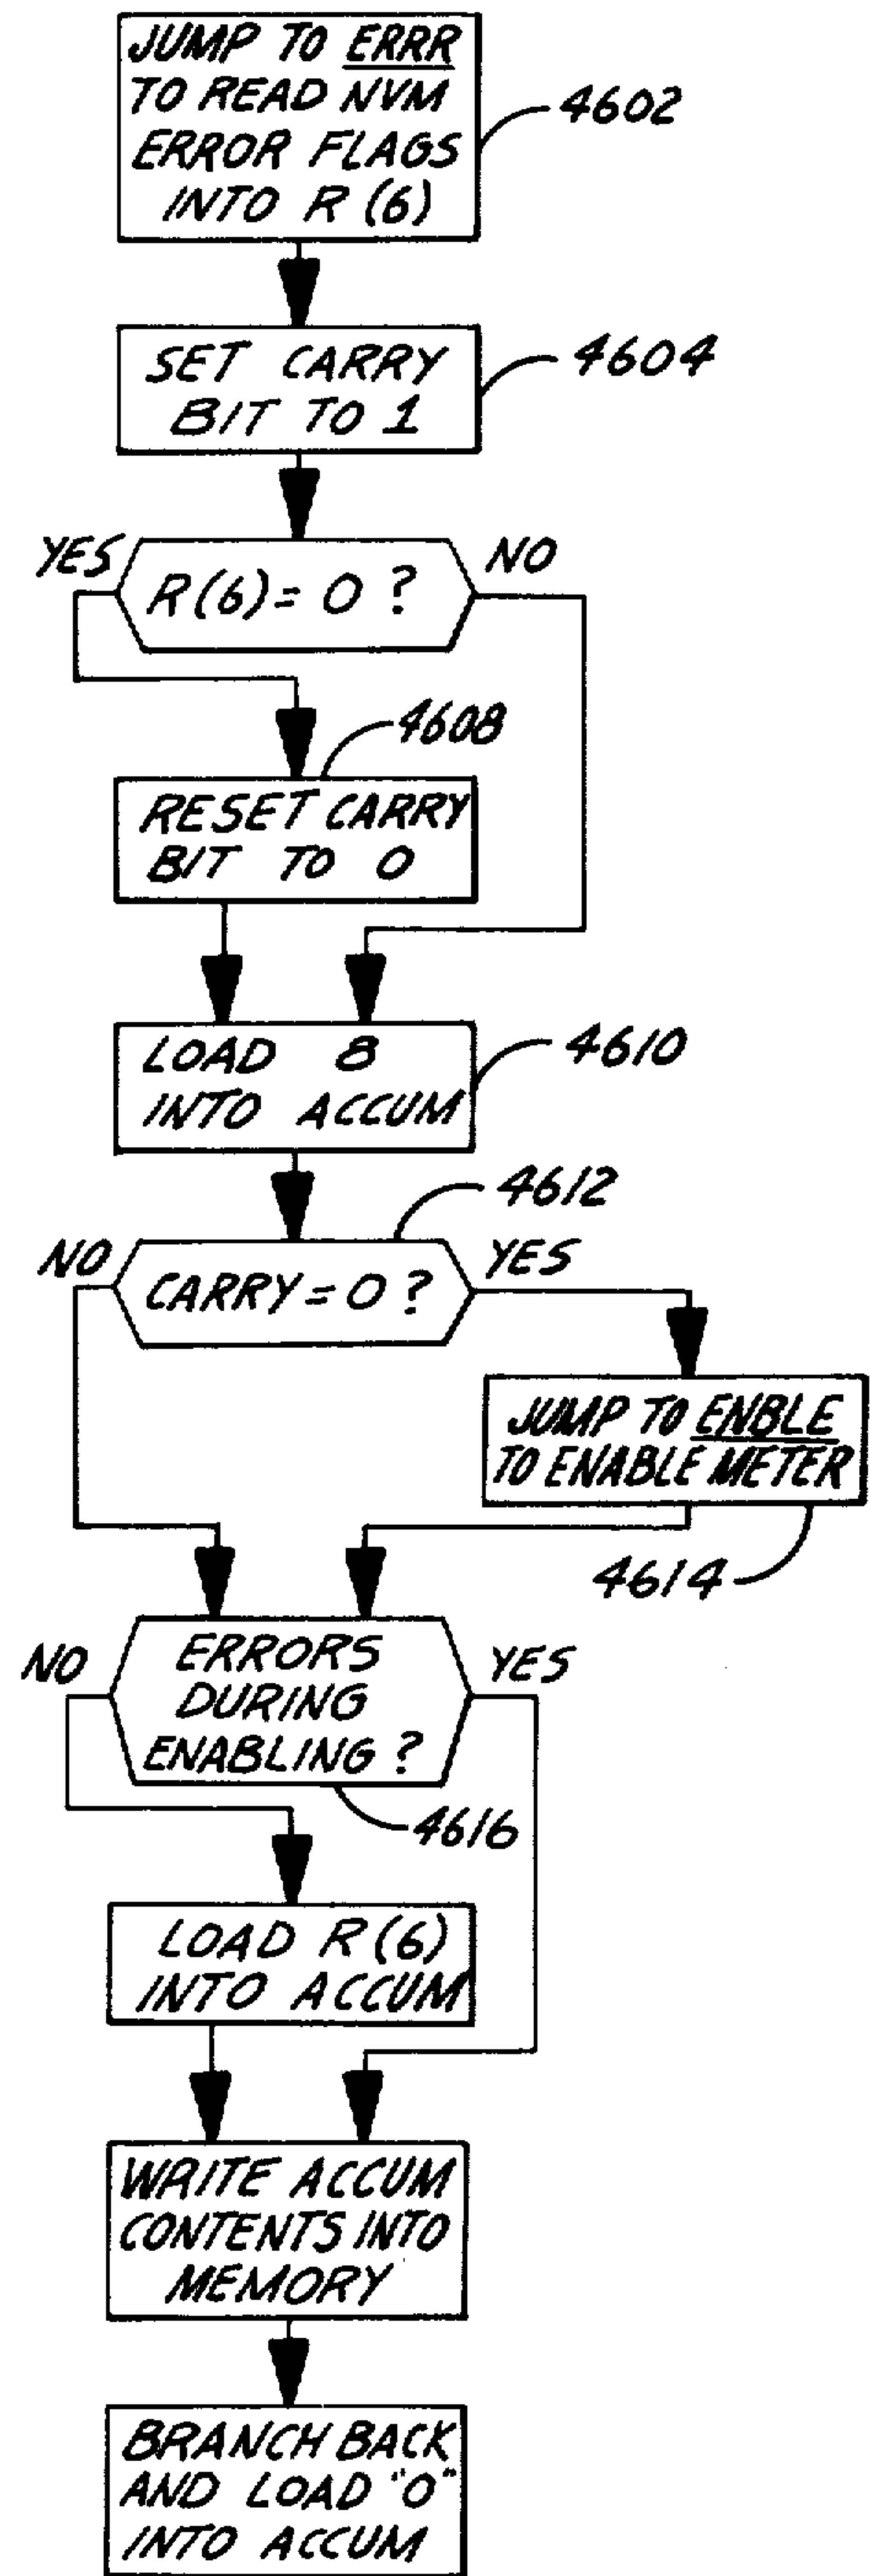 JUMP TO ERRR
TO READ NVM
ERROR FLAGS
INTO R (6)
4602
SET CARRY
BIT TO 1
4604
YES
R(6) = 0 ?
NO
4608
RESET CARRY
BIT TO 0
LOAD 8
INTO ACCUM
4610
4612
NO
CARRY = 0 ?
YES
JUMP TO ENBLE
TO ENABLE METER
4614
NO
ERRORS
DURING
ENABLING ?
YES
4616
LOAD R(6)
INTO ACCUM
WRITE ACCUM
CONTENTS INTO
MEMORY
BRANCH BACK
AND LOAD "0"
INTO ACCUM